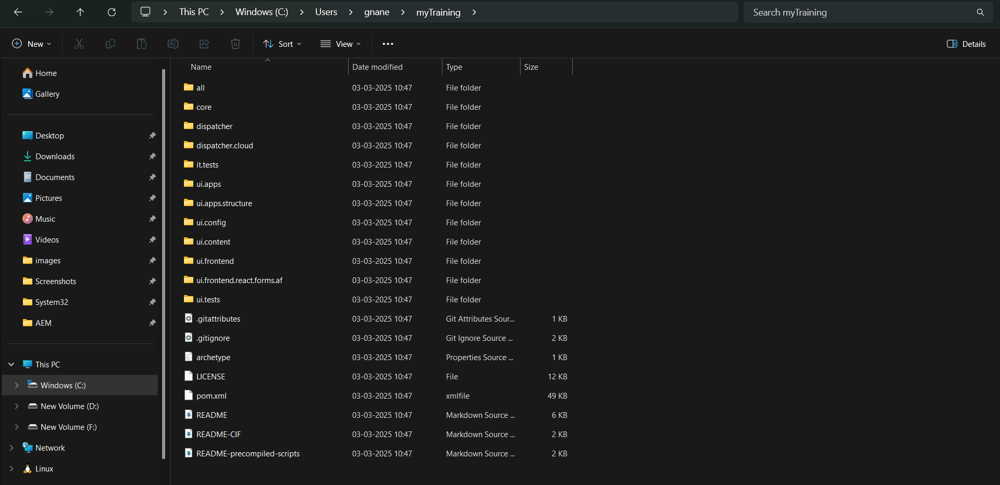 This PC > Windows (C:) > Users > gnane > myTraining >
Search myTraining
New Sort View ... Details
Home
Gallery
Desktop
Downloads
Documents
Pictures
Music
Videos
images
Screenshots
System32
AEM
This PC
Windows (C:)
New Volume (D:)
New Volume (F:)
Network
Linux
Name Date modified Type Size
all 03-03-2025 10:47 File folder
core 03-03-2025 10:47 File folder
dispatcher 03-03-2025 10:47 File folder
dispatcher.cloud 03-03-2025 10:47 File folder
it.tests 03-03-2025 10:47 File folder
ui.apps 03-03-2025 10:47 File folder
ui.apps.structure 03-03-2025 10:47 File folder
ui.config 03-03-2025 10:47 File folder
ui.content 03-03-2025 10:47 File folder
ui.frontend 03-03-2025 10:47 File folder
ui.frontend.react.forms.af 03-03-2025 10:47 File folder
ui.tests 03-03-2025 10:47 File folder
.gitattributes 03-03-2025 10:47 Git Attributes Sour... 1 KB
.gitignore 03-03-2025 10:47 Git Ignore Source ... 2 KB
archetype 03-03-2025 10:47 Properties Source ... 1 KB
LICENSE 03-03-2025 10:47 File 12 KB
pom.xml 03-03-2025 10:47 xmlfile 49 KB
README 03-03-2025 10:47 Markdown Source ... 6 KB
README-CIF 03-03-2025 10:47 Markdown Source ... 2 KB
README-precompiled-scripts 03-03-2025 10:47 Markdown Source ... 2 KB